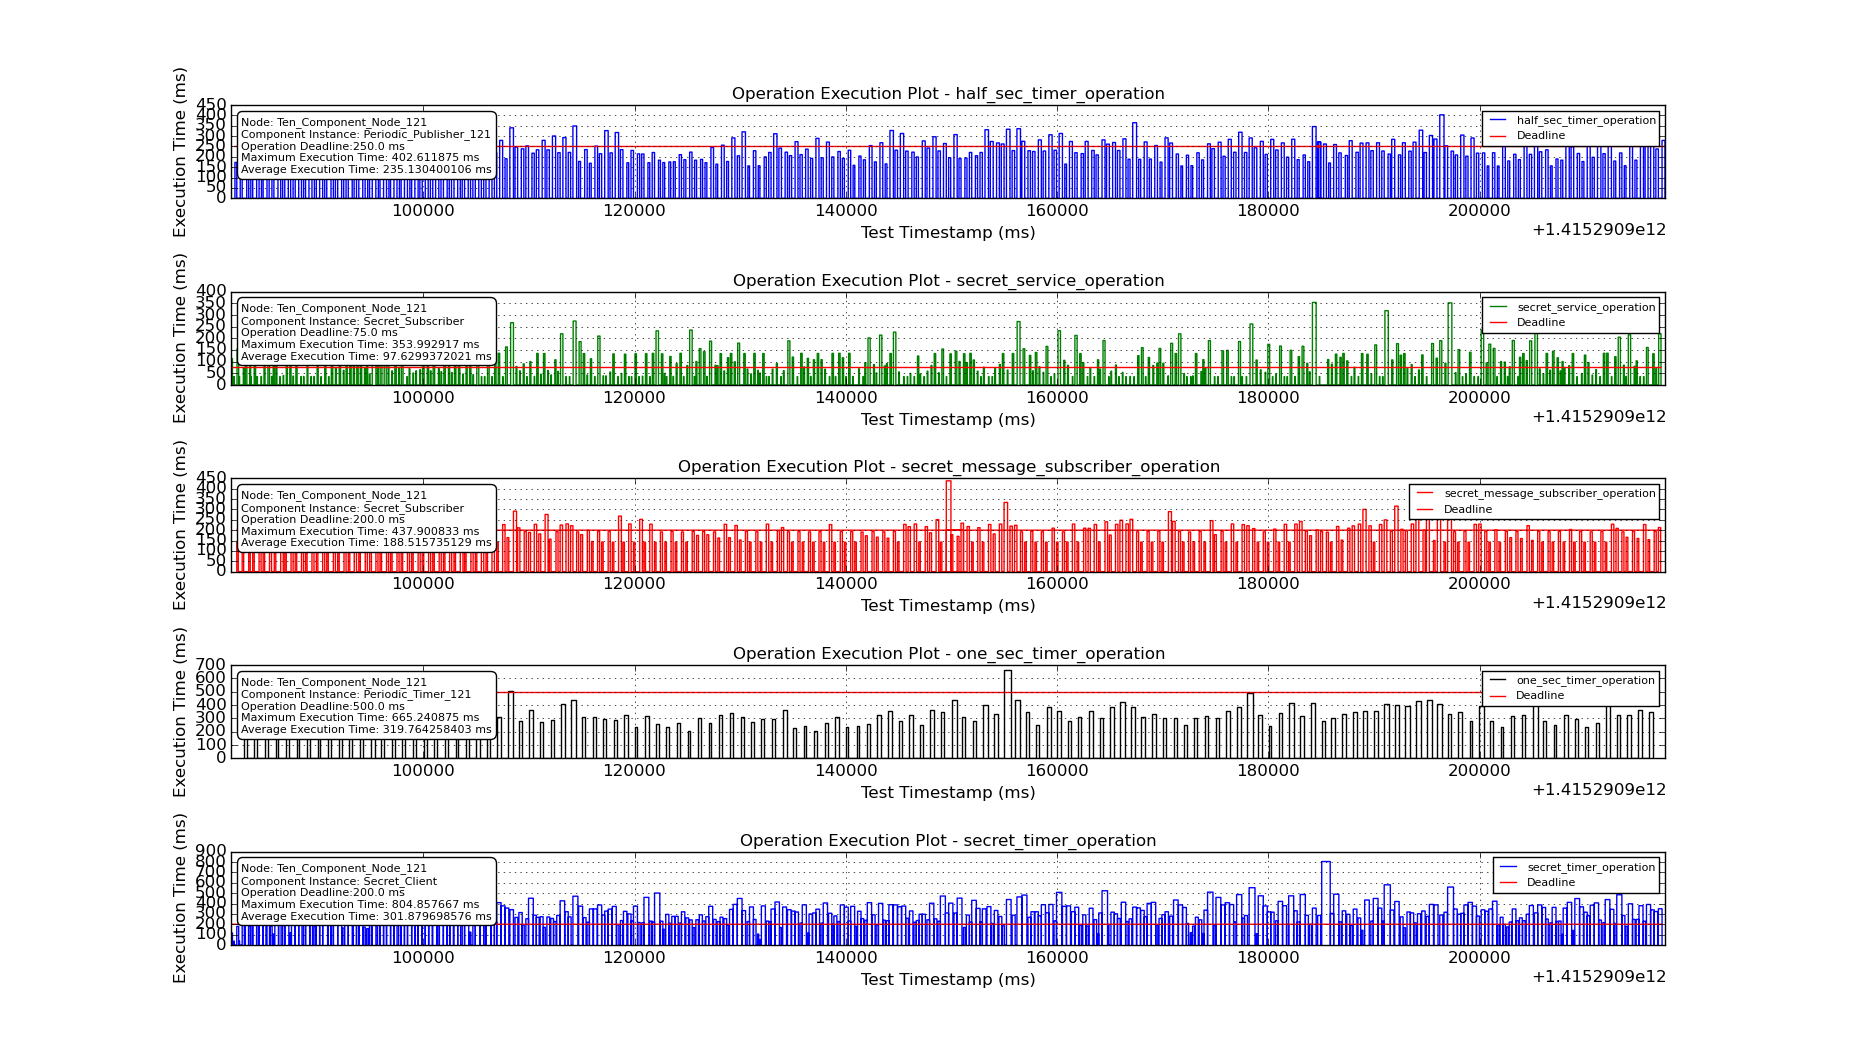 Operation Execution Plot - half_sec_timer_operation
Execution Time (ms)
450
400
350
300
250
200
150
100
50
0
Node: Ten_Component_Node_121
Component Instance: Periodic_Publisher_121
Operation Deadline:250.0 ms
Maximum Execution Time: 402.611875 ms
Average Execution Time: 235.130400106 ms
half_sec_timer_operation
Deadline
100000 120000 140000 160000 180000 200000
+1.4152909e12
Test Timestamp (ms)
Operation Execution Plot - secret_service_operation
Execution Time (ms)
400
350
300
250
200
150
100
50
0
Node: Ten_Component_Node_121
Component Instance: Secret_Subscriber
Operation Deadline:75.0 ms
Maximum Execution Time: 353.992917 ms
Average Execution Time: 97.6299372021 ms
secret_service_operation
Deadline
100000 120000 140000 160000 180000 200000
+1.4152909e12
Test Timestamp (ms)
Operation Execution Plot - secret_message_subscriber_operation
Execution Time (ms)
450
400
350
300
250
200
150
100
50
0
Node: Ten_Component_Node_121
Component Instance: Secret_Subscriber
Operation Deadline:200.0 ms
Maximum Execution Time: 437.900833 ms
Average Execution Time: 188.515735129 ms
secret_message_subscriber_operation
Deadline
100000 120000 140000 160000 180000 200000
+1.4152909e12
Test Timestamp (ms)
Operation Execution Plot - one_sec_timer_operation
Execution Time (ms)
700
600
500
400
300
200
100
0
Node: Ten_Component_Node_121
Component Instance: Periodic_Timer_121
Operation Deadline:500.0 ms
Maximum Execution Time: 665.240875 ms
Average Execution Time: 319.764258403 ms
one_sec_timer_operation
Deadline
100000 120000 140000 160000 180000 200000
+1.4152909e12
Test Timestamp (ms)
Operation Execution Plot - secret_timer_operation
Execution Time (ms)
900
800
700
600
500
400
300
200
100
0
Node: Ten_Component_Node_121
Component Instance: Secret_Client
Operation Deadline:200.0 ms
Maximum Execution Time: 804.857667 ms
Average Execution Time: 301.879698576 ms
secret_timer_operation
Deadline
100000 120000 140000 160000 180000 200000
+1.4152909e12
Test Timestamp (ms)